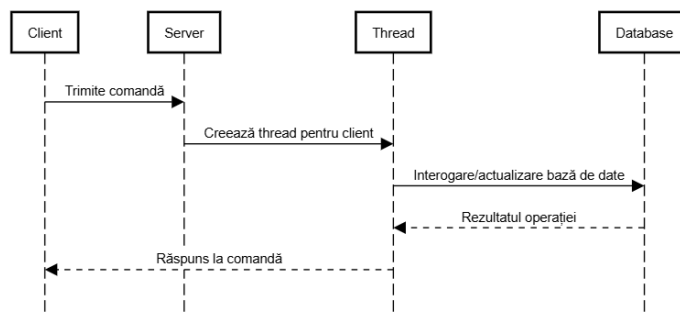 Client
Server
Thread
Database
Trimite comandă
Creează thread pentru client
Interogare/actualizare bază de date
Rezultatul operației
Răspuns la comandă